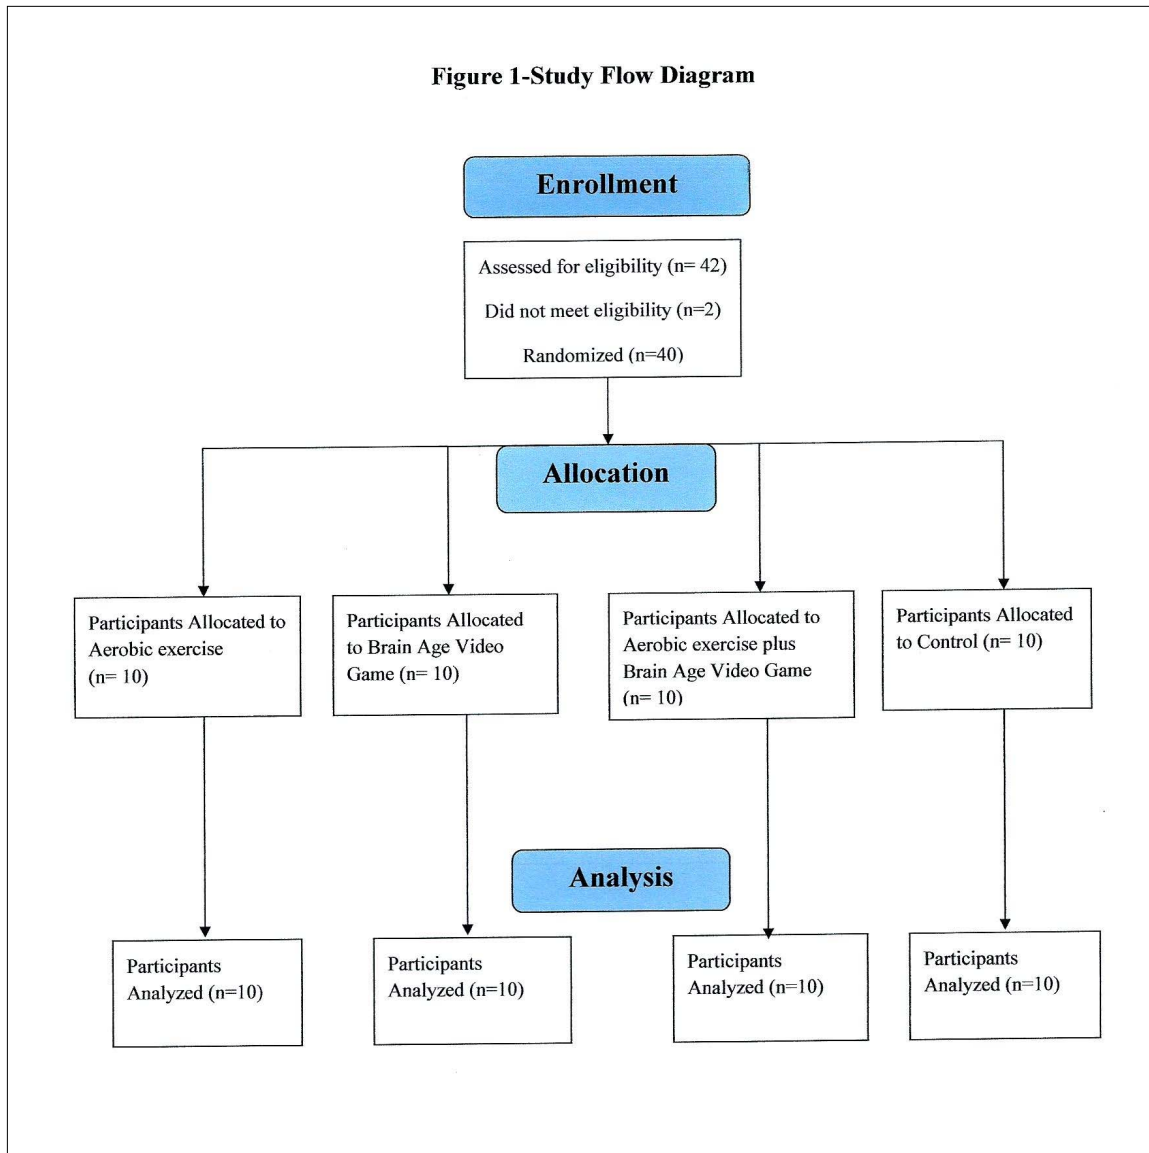 Figure 1-Study Flow Diagram
Enrollment
Assessed for eligibility (n= 42)
Did not meet eligibility (n=2)
Randomized (n=40)
Allocation
Participants Allocated to
Aerobic exercise
(n= 10)
Participants Allocated
to Brain Age Video
Game (n= 10)
Participants Allocated to
Aerobic exercise plus
Brain Age Video Game
(n= 10)
Participants Allocated
to Control (n= 10)
Analysis
Participants
Analyzed (n=10)
Participants
Analyzed (n=10)
Participants
Analyzed (n=10)
Participants
Analyzed (n=10)